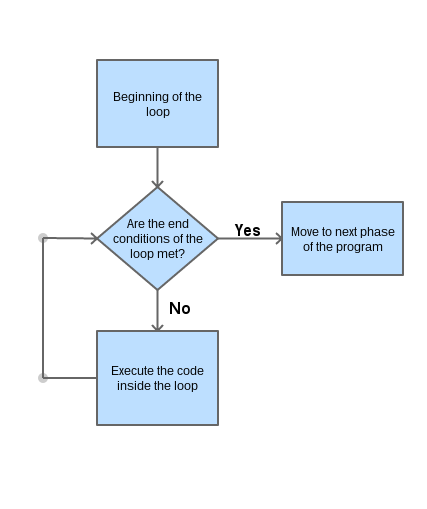 Beginning of the
loop
Are the end
conditions of the
loop met?
Yes
Move to next phase
of the program
No
Execute the code
inside the loop